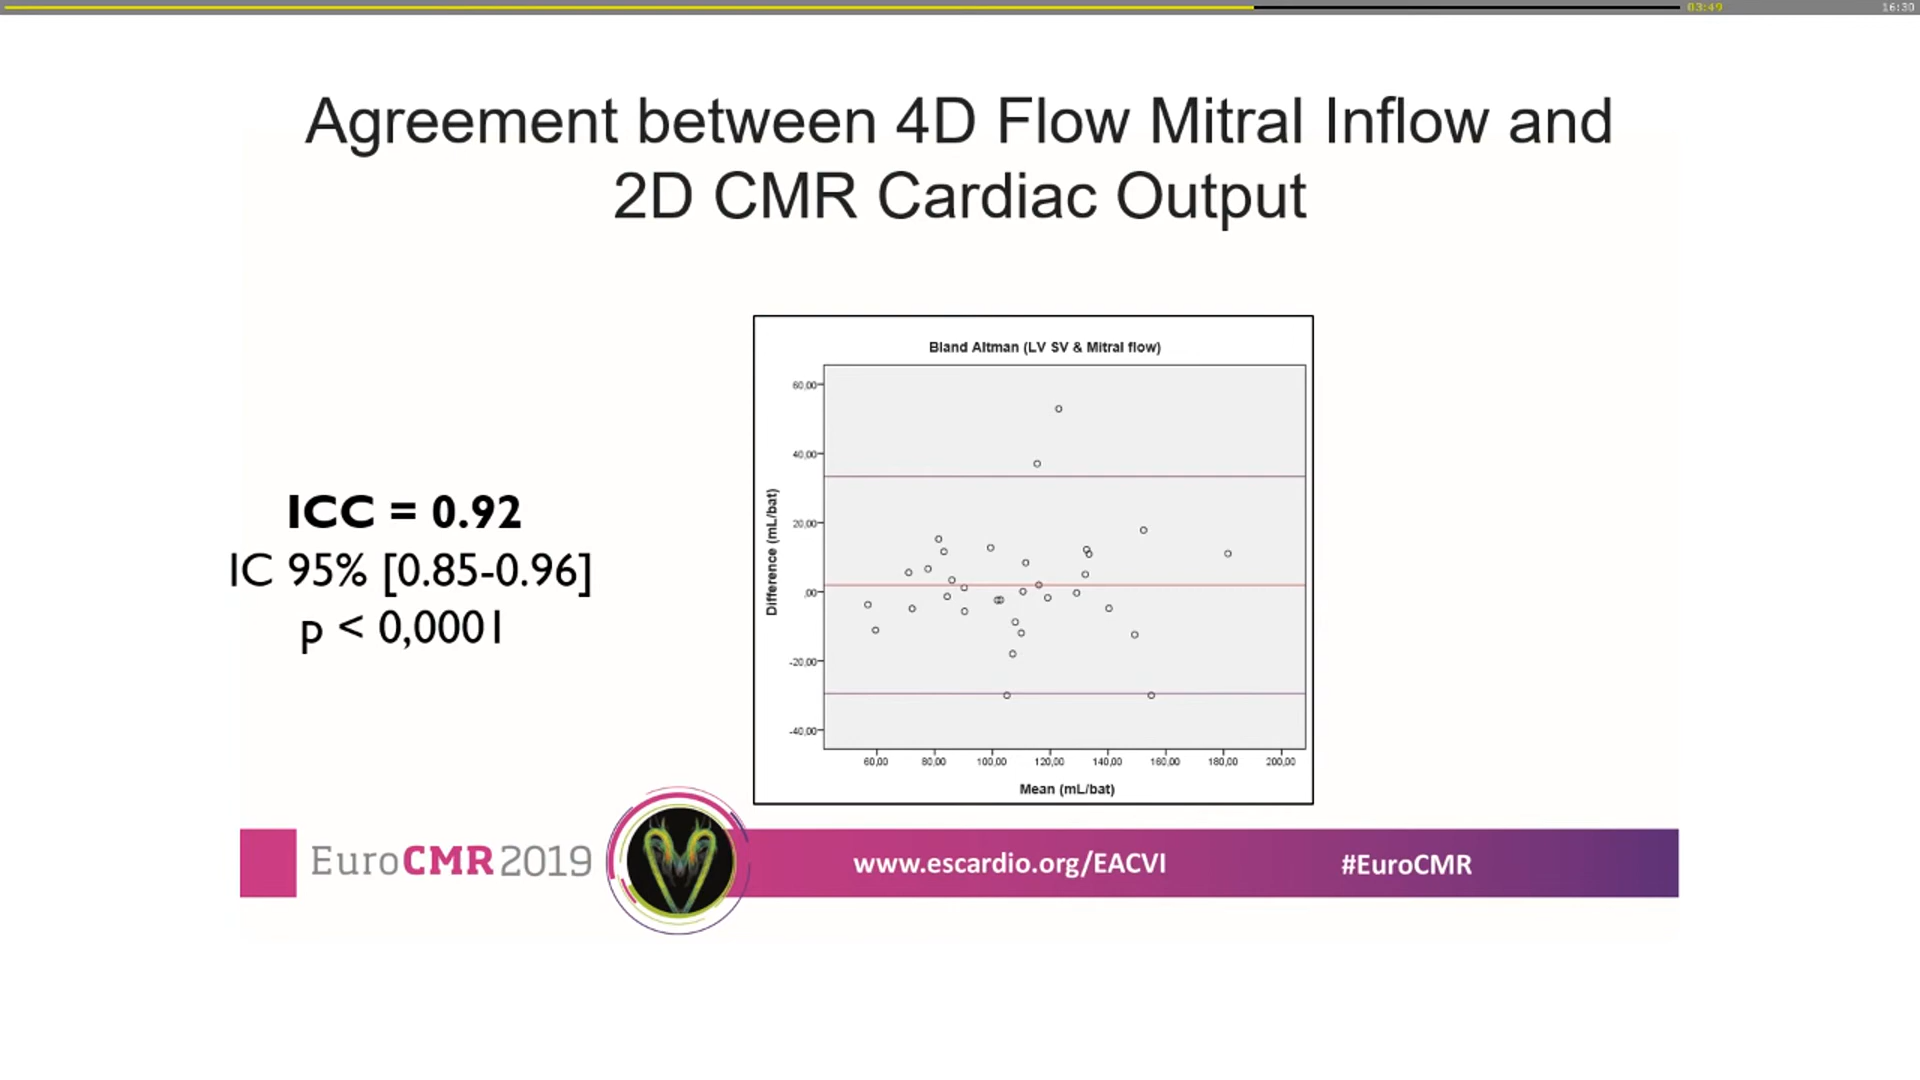 03:49
16:30
Agreement between 4D Flow Mitral Inflow and
2D CMR Cardiac Output
ICC = 0.92
IC 95% [0.85-0.96]
p < 0,0001
Bland Altman (LV SV & Mitral flow)
Difference (mL/bat)
60,00
40,00
20,00
,00
-20,00
-40,00
60,00 80,00 100,00 120,00 140,00 160,00 180,00 200,00
Mean (mL/bat)
EuroCMR2019
www.escardio.org/EACVI
#EuroCMR